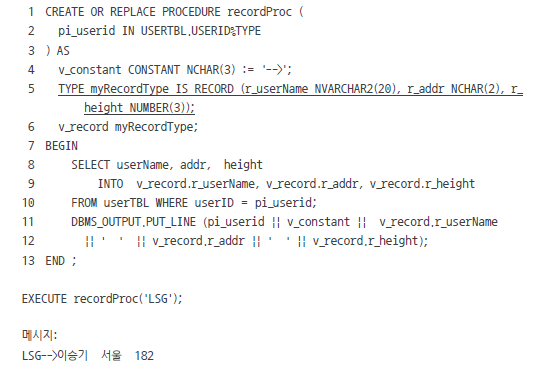 1 CREATE OR REPLACE PROCEDURE recordProc (
2 pi_userid IN USERTBL.USERID%TYPE
3 ) AS
4 v_constant CONSTANT NCHAR(3) := '-->';
5 TYPE myRecordType IS RECORD (r_userName NVARCHAR2(20), r_addr NCHAR(2), r_
height NUMBER(3));
6 v_record myRecordType;
7 BEGIN
8 SELECT userName, addr, height
9 INTO v_record.r_userName, v_record.r_addr, v_record.r_height
10 FROM userTBL WHERE userID = pi_userid;
11 DBMS_OUTPUT.PUT_LINE (pi_userid || v_constant || v_record.r_userName
12 || '  ' || v_record.r_addr || '  ' || v_record.r_height);
13 END ;
EXECUTE recordProc('LSG');
메시지:
LSG-->이승기 서울 182